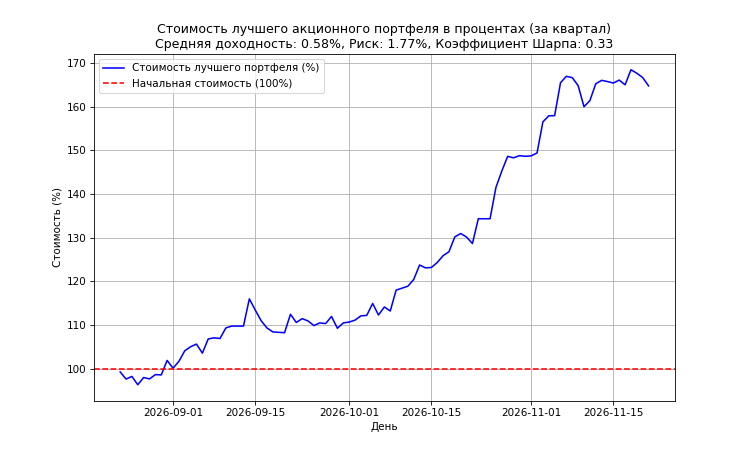 Стоимость лучшего акционного портфеля в процентах (за квартал)
Средняя доходность: 0.58%, Риск: 1.77%, Коэффициент Шарпа: 0.33
Стоимость лучшего портфеля (%)
Начальная стоимость (100%)
Стоимость (%)
170
160
150
140
130
120
110
100
2026-09-01
2026-09-15
2026-10-01
2026-10-15
2026-11-01
2026-11-15
День